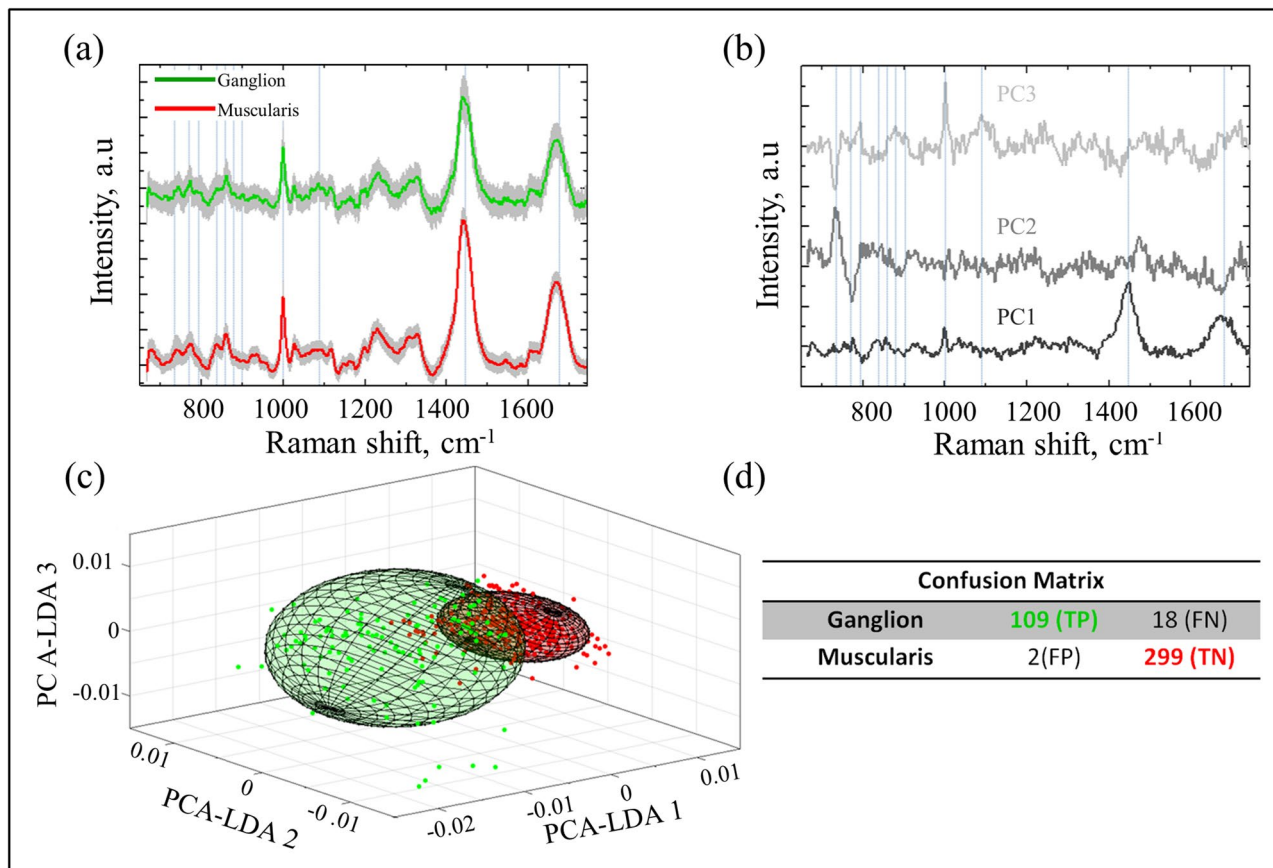 (a)
Ganglion
Muscularis
Intensity, a.u
800 1000 1200 1400 1600
Raman shift, cm-1
(b)
PC3
PC2
PC1
Intensity, a.u
800 1000 1200 1400 1600
Raman shift, cm-1
(c)
PC A-LDA 3
0.01
0
-0.01
0.01
0
-0.01
PCA-LDA 2
-0.02
-0.01
0
0.01
PCA-LDA 1
(d)
Confusion Matrix
Ganglion 109 (TP) 18 (FN)
Muscularis 2(FP) 299 (TN)